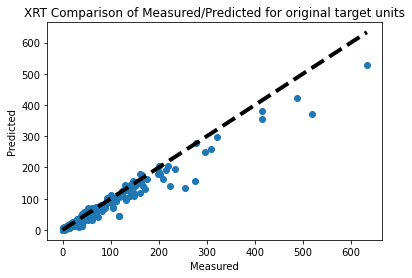 XRT Comparison of Measured/Predicted for original target units
600
500
400
300
200
100
0
Predicted
0 100 200 300 400 500 600
Measured